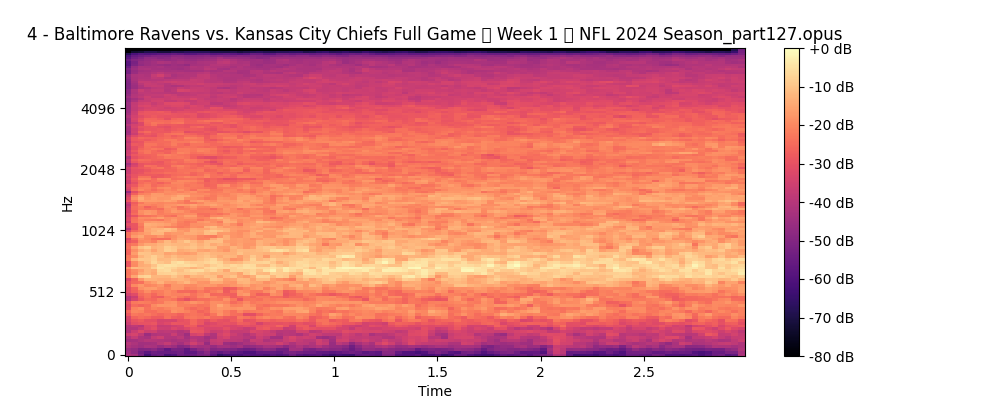 4 - Baltimore Ravens vs. Kansas City Chiefs Full Game ▯ Week 1 ▯ NFL 2024 Season_part127.opus
+0 dB
-10 dB
-20 dB
-30 dB
-40 dB
-50 dB
-60 dB
-70 dB
-80 dB
4096
2048
1024
512
0
Hz
0
0.5
1
1.5
2
2.5
Time